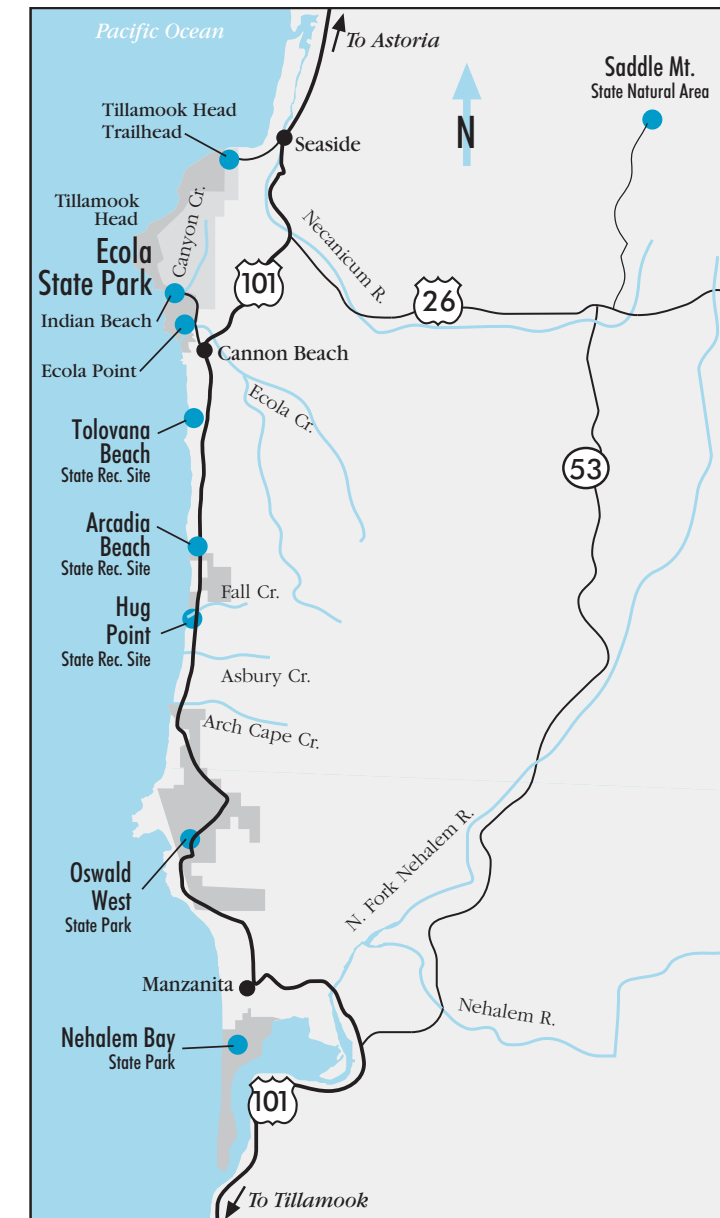 Pacific Ocean
To Astoria
Saddle Mt.
State Natural Area
N
Tillamook Head
Trailhead
Seaside
Tillamook
Head
Canyon Cr.
Necanicum R.
Ecola
State Park
101
26
Indian Beach
Cannon Beach
Ecola Point
Ecola Cr.
Tolovana
Beach
State Rec. Site
53
Arcadia
Beach
State Rec. Site
Fall Cr.
Hug
Point
State Rec. Site
Asbury Cr.
Arch Cape Cr.
N. Fork Nehalem R.
Oswald
West
State Park
Manzanita
Nehalem R.
Nehalem Bay
State Park
101
To Tillamook